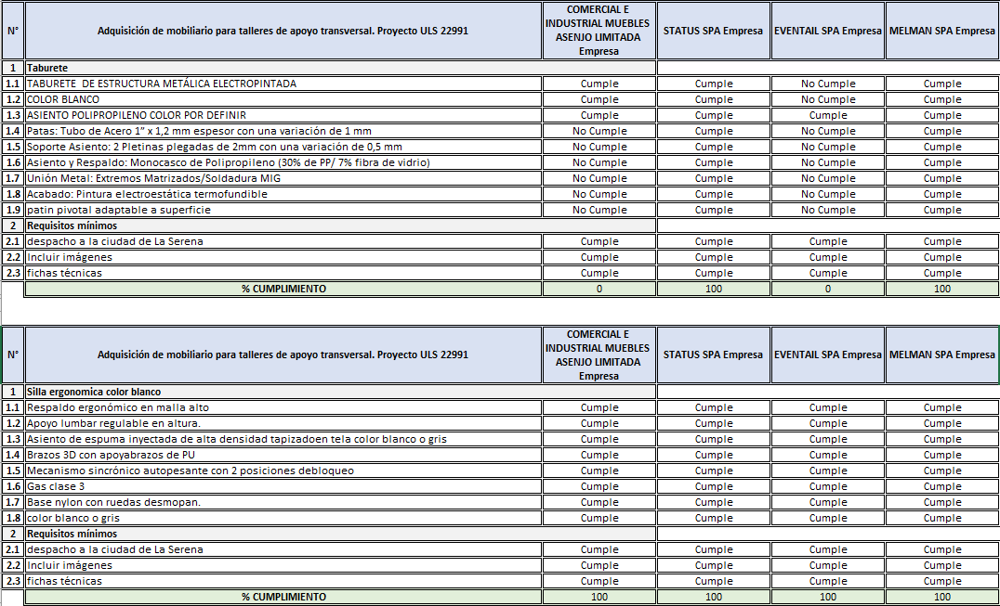 N° Adquisición de mobiliario para talleres de apoyo transversal. Proyecto ULS 22991 COMERCIAL E INDUSTRIAL MUEBLES ASENJO LIMITADA Empresa STATUS SPA Empresa EVENTAIL SPA Empresa MELMAN SPA Empresa
1 Taburete
1.1 TABURETE DE ESTRUCTURA METÁLICA ELECTROPINTADA Cumple Cumple No Cumple Cumple
1.2 COLOR BLANCO Cumple Cumple No Cumple Cumple
1.3 ASIENTO POLIPROPILENO COLOR POR DEFINIR Cumple Cumple Cumple Cumple
1.4 Patas: Tubo de Acero 1” x 1,2 mm espesor con una variación de 1 mm No Cumple Cumple No Cumple Cumple
1.5 Soporte Asiento: 2 Pletinas plegadas de 2mm con una variación de 0,5 mm No Cumple Cumple No Cumple Cumple
1.6 Asiento y Respaldo: Monocasco de Polipropileno (30% de PP/ 7% fibra de vidrio) No Cumple Cumple No Cumple Cumple
1.7 Unión Metal: Extremos Matrizados/Soldadura MIG No Cumple Cumple No Cumple Cumple
1.8 Acabado: Pintura electroestática termofundible No Cumple Cumple No Cumple Cumple
1.9 patin pivotal adaptable a superficie No Cumple Cumple No Cumple Cumple
2 Requisitos mínimos
2.1 despacho a la ciudad de La Serena Cumple Cumple Cumple Cumple
2.2 Incluir imágenes Cumple Cumple Cumple Cumple
2.3 fichas técnicas Cumple Cumple Cumple Cumple
% CUMPLIMIENTO 0 100 0 100
N° Adquisición de mobiliario para talleres de apoyo transversal. Proyecto ULS 22991 COMERCIAL E INDUSTRIAL MUEBLES ASENJO LIMITADA Empresa STATUS SPA Empresa EVENTAIL SPA Empresa MELMAN SPA Empresa
1 Silla ergonomica color blanco
1.1 Respaldo ergonómico en malla alto Cumple Cumple Cumple Cumple
1.2 Apoyo lumbar regulable en altura. Cumple Cumple Cumple Cumple
1.3 Asiento de espuma inyectada de alta densidad tapizadoen tela color blanco o gris Cumple Cumple Cumple Cumple
1.4 Brazos 3D con apoyabrazos de PU Cumple Cumple Cumple Cumple
1.5 Mecanismo sincrónico autopesante con 2 posiciones debloqueo Cumple Cumple Cumple Cumple
1.6 Gas clase 3 Cumple Cumple Cumple Cumple
1.7 Base nylon con ruedas desmopan. Cumple Cumple Cumple Cumple
1.8 color blanco o gris Cumple Cumple Cumple Cumple
2 Requisitos mínimos
2.1 despacho a la ciudad de La Serena Cumple Cumple Cumple Cumple
2.2 Incluir imágenes Cumple Cumple Cumple Cumple
2.3 fichas técnicas Cumple Cumple Cumple Cumple
% CUMPLIMIENTO 100 100 100 100